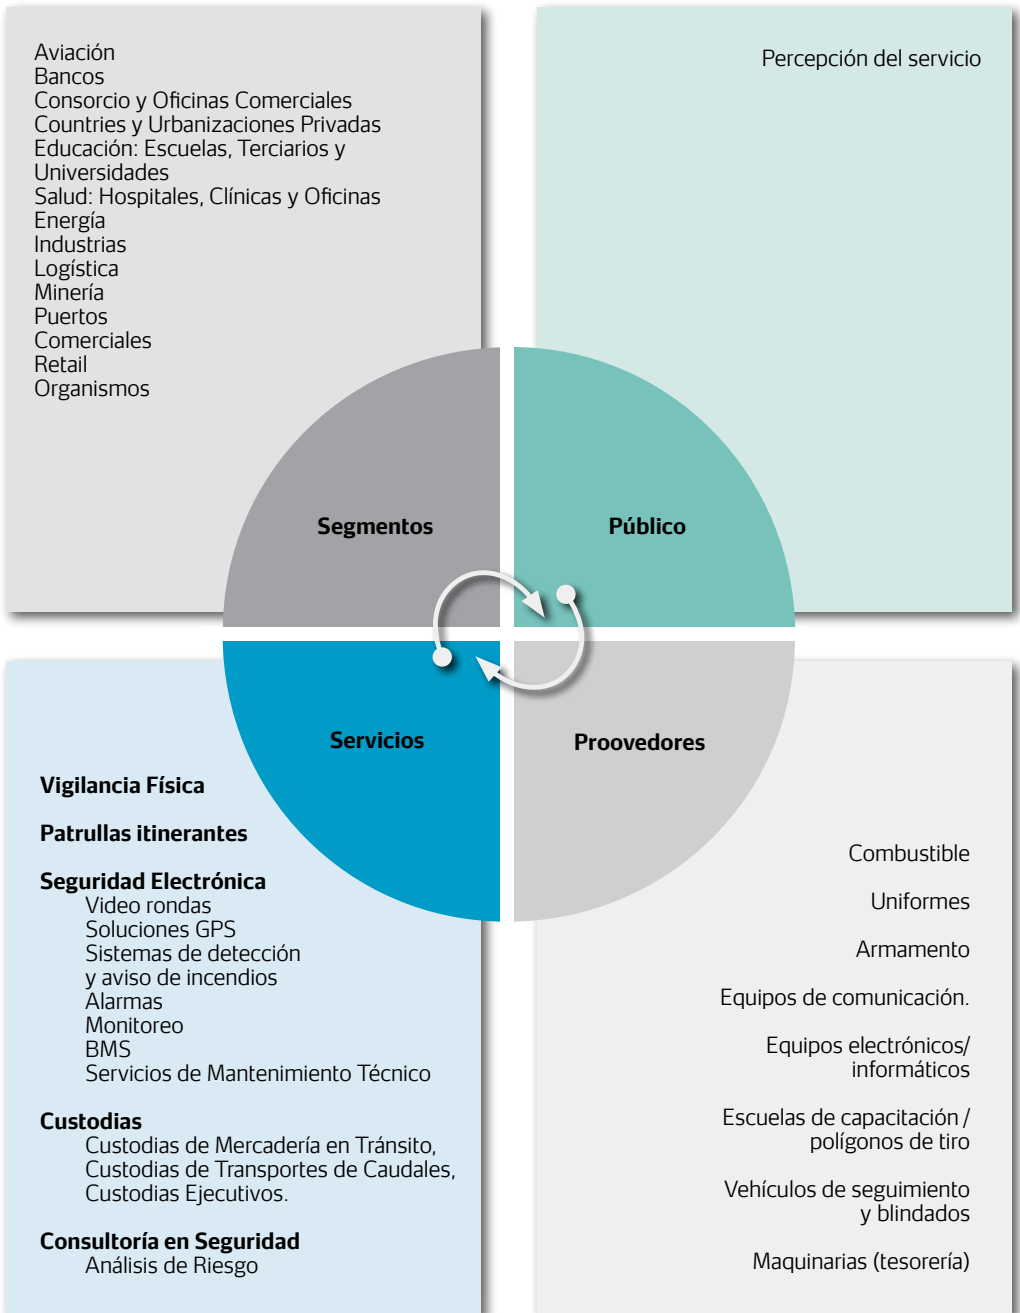 Aviación
Bancos
Consorcio y Oficinas Comerciales
Countries y Urbanizaciones Privadas
Educación: Escuelas, Terciarios y
Universidades
Salud: Hospitales, Clínicas y Oficinas
Energía
Industrias
Logística
Minería
Puertos
Comerciales
Retail
Organismos
Percepción del servicio
Segmentos
Público
Servicios
Proovedores
Vigilancia Física
Patrullas itinerantes
Seguridad Electrónica
Video rondas
Soluciones GPS
Sistemas de detección
y aviso de incendios
Alarmas
Monitoreo
BMS
Servicios de Mantenimiento Técnico
Custodias
Custodias de Mercadería en Tránsito,
Custodias de Transportes de Caudales,
Custodias Ejecutivos.
Consultoría en Seguridad
Análisis de Riesgo
Combustible
Uniformes
Armamento
Equipos de comunicación.
Equipos electrónicos/
informáticos
Escuelas de capacitación /
polígonos de tiro
Vehículos de seguimiento
y blindados
Maquinarias (tesorería)